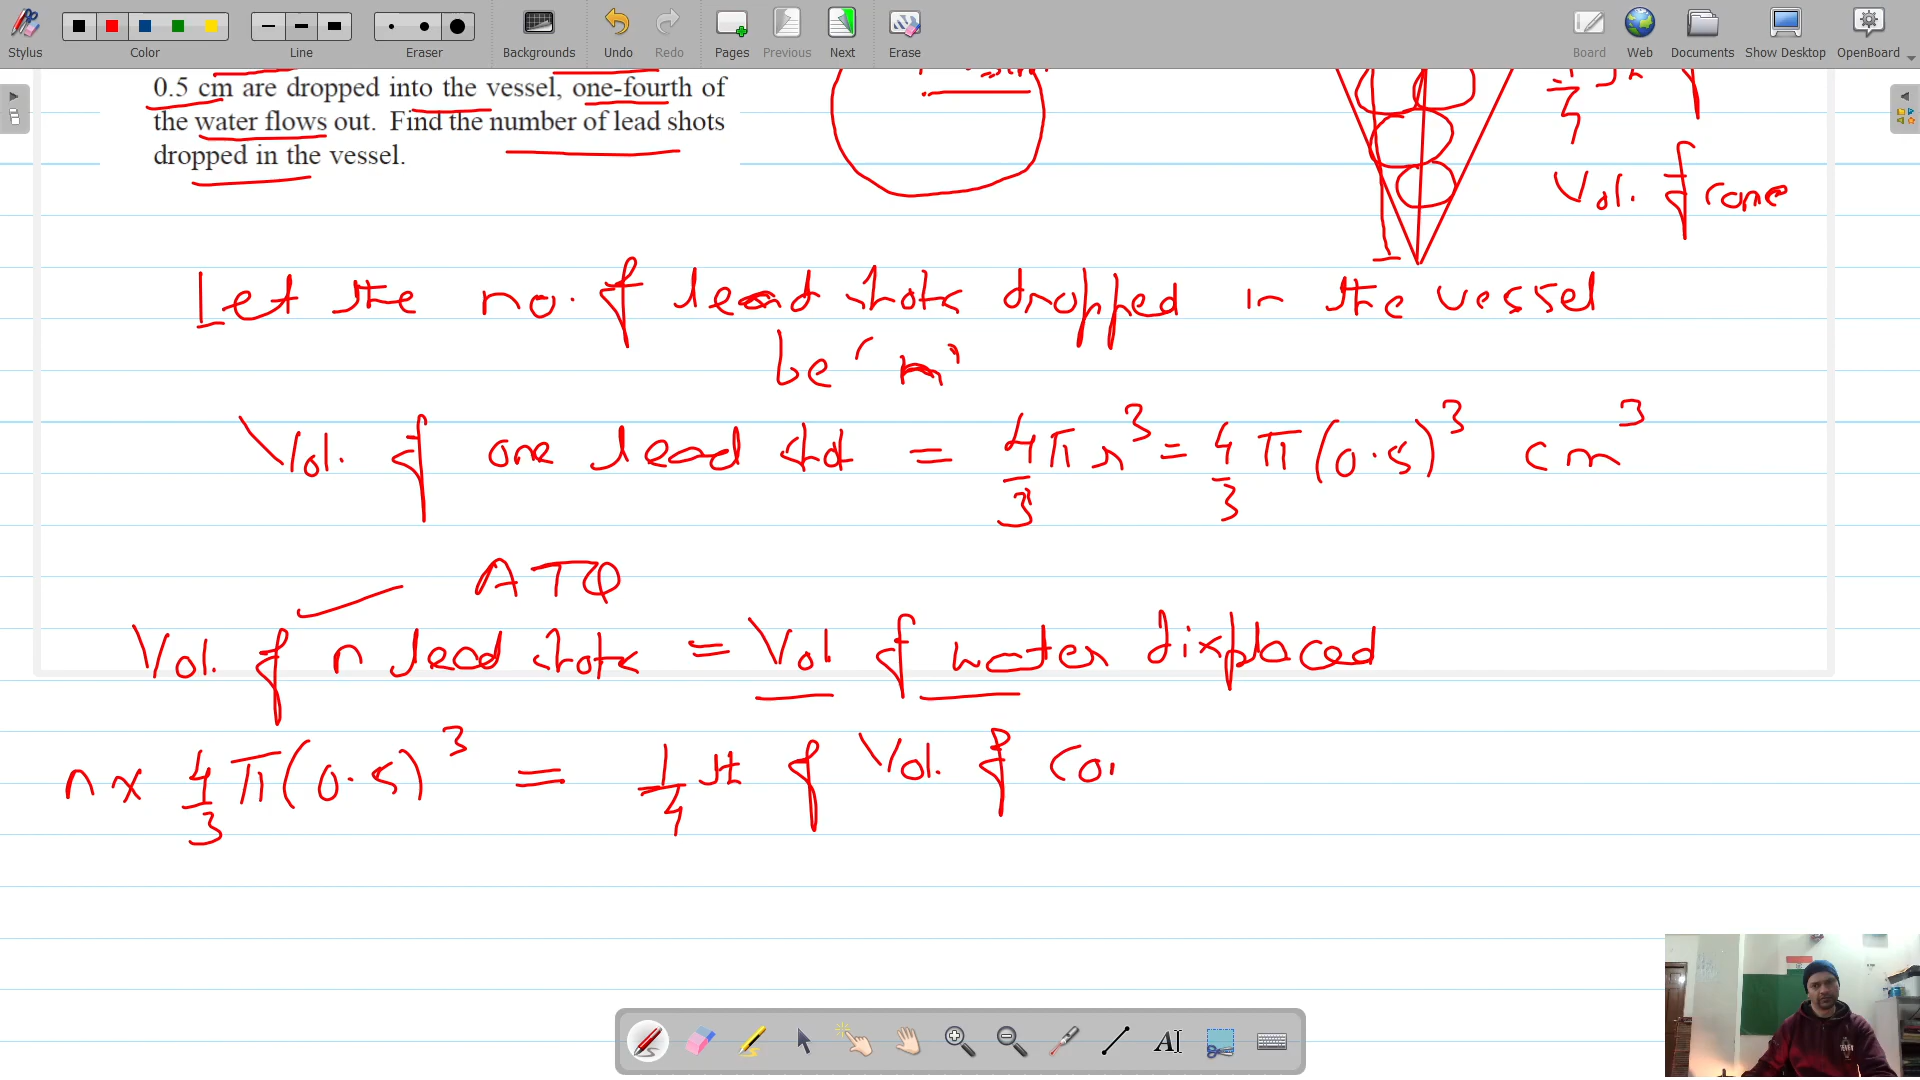 Stylus Color Line Eraser Backgrounds Undo Redo Pages Previous Next Erase Board Web Documents Show Desktop OpenBoard
0.5 cm are dropped into the vessel, one-fourth of
the water flows out. Find the number of lead shots
dropped in the vessel.
Vol. of cone
Let the no. of lead shots dropped in the vessel
be 'n'
Vol. of one lead shot = 4/3 π r³ = 4/3 π (0.5)³ cm³
ATQ
Vol. of n lead shots = Vol of water displaced
n x 4/3 π (0.5)³ = 1/4 th of Vol. of co